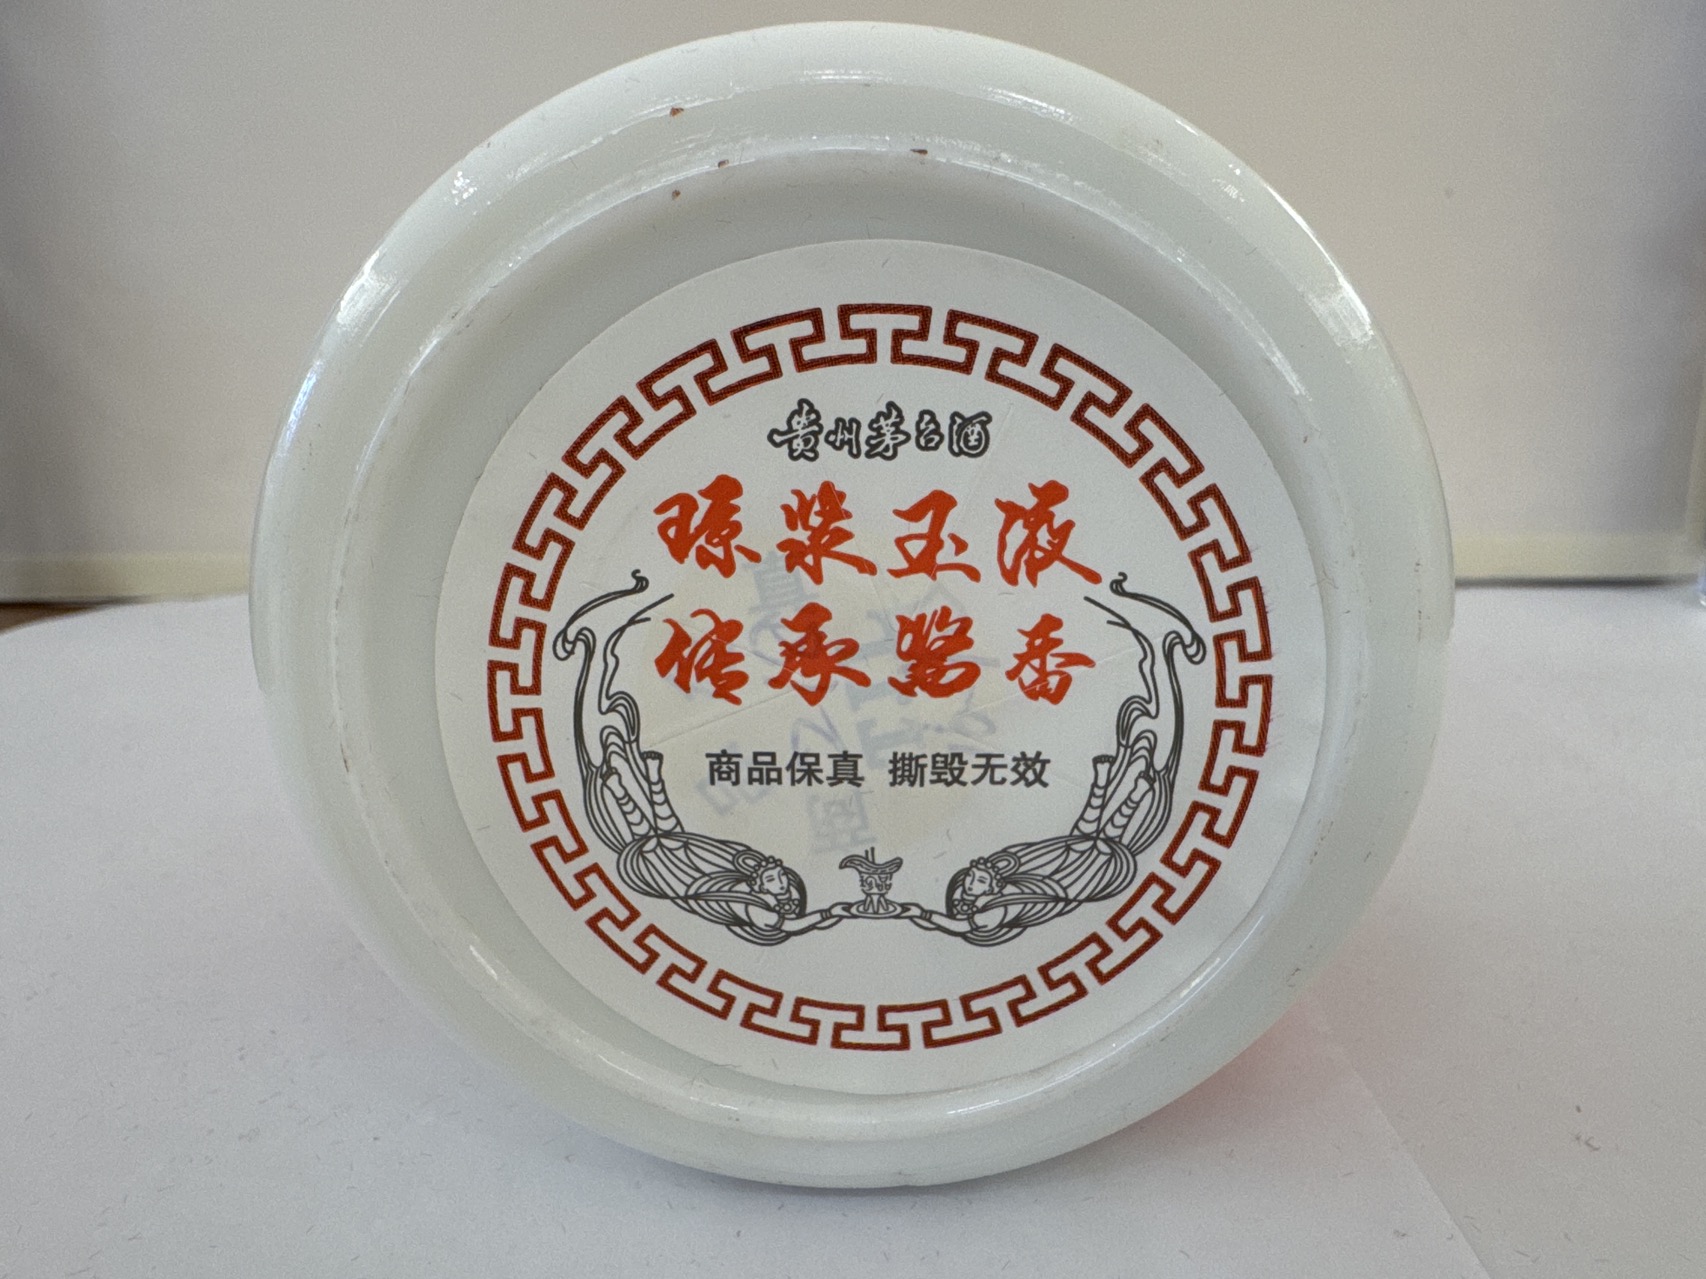 贵州茅台酒
琼浆玉液
传承酱香
商品保真 撕毁无效